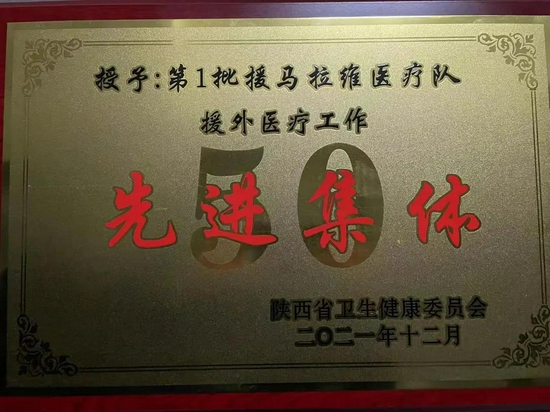 授予:第1批援马拉维医疗队
援外医疗工作
50
先进集体
陕西省卫生健康委员会
二〇二一年十二月